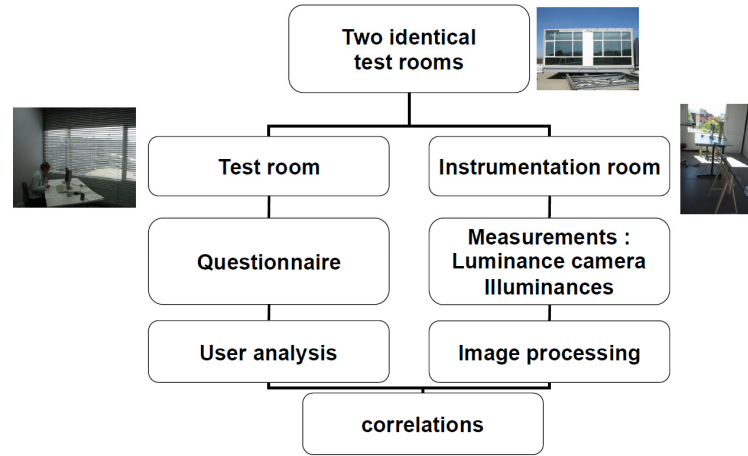 Two identical
test rooms
Test room
Instrumentation room
Questionnaire
Measurements :
Luminance camera
Illuminances
User analysis
Image processing
correlations